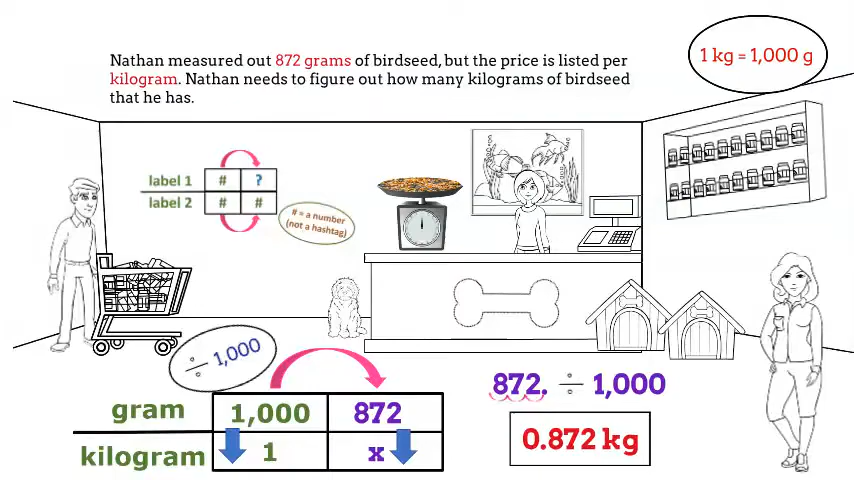 Nathan measured out 872 grams of birdseed, but the price is listed per
kilogram. Nathan needs to figure out how many kilograms of birdseed
that he has.
1 kg = 1,000 g
label 1 # ?
label 2 # #
# = a number
(not a hashtag)
÷ 1,000
gram 1,000 872
kilogram 1 x
872. ÷ 1,000
0.872 kg